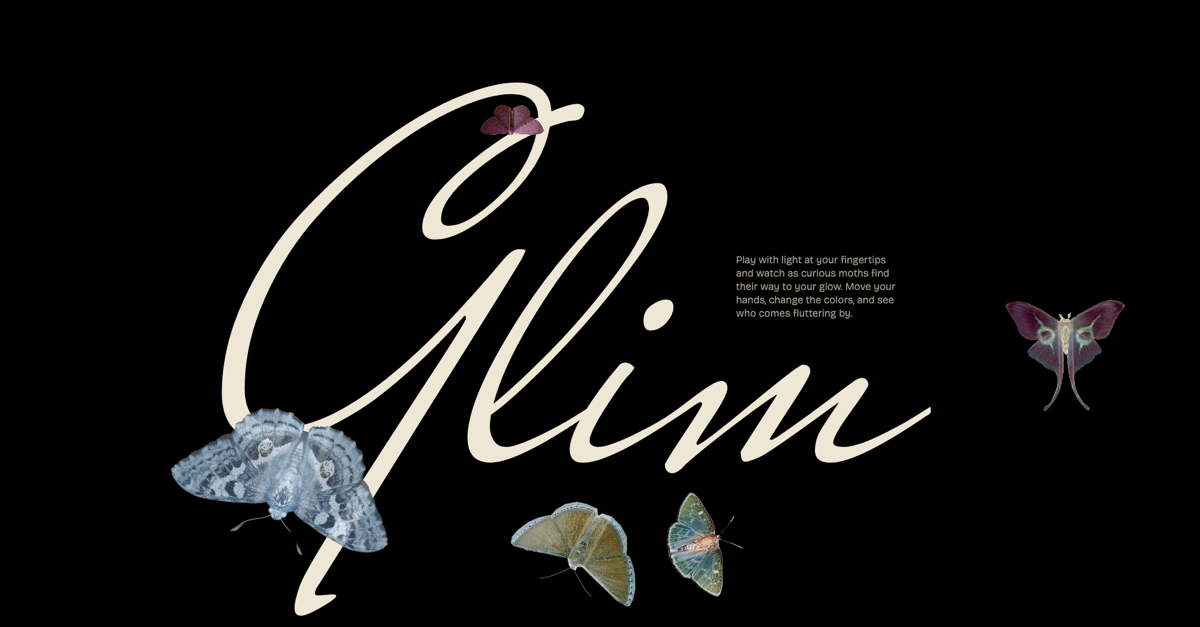 Glim
Play with light at your fingertips
and watch as curious moths find
their way to your glow. Move your
hands, change the colors, and see
who comes fluttering by.